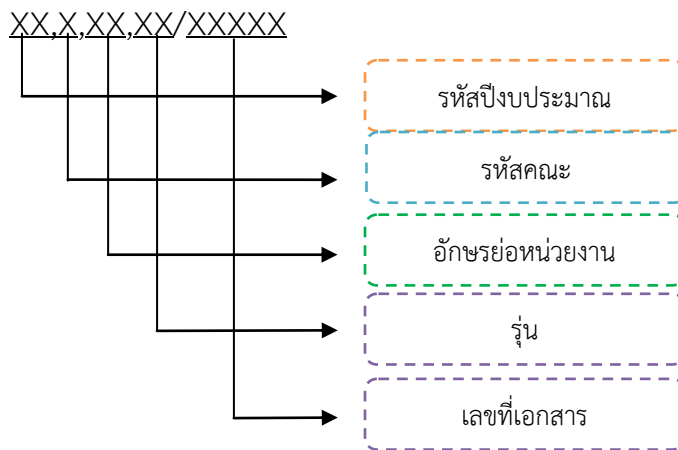 XX,X,XX,XX/XXXXX
รหัสปีงบประมาณ
รหัสคณะ
อักษรย่อหน่วยงาน
รุ่น
เลขที่เอกสาร